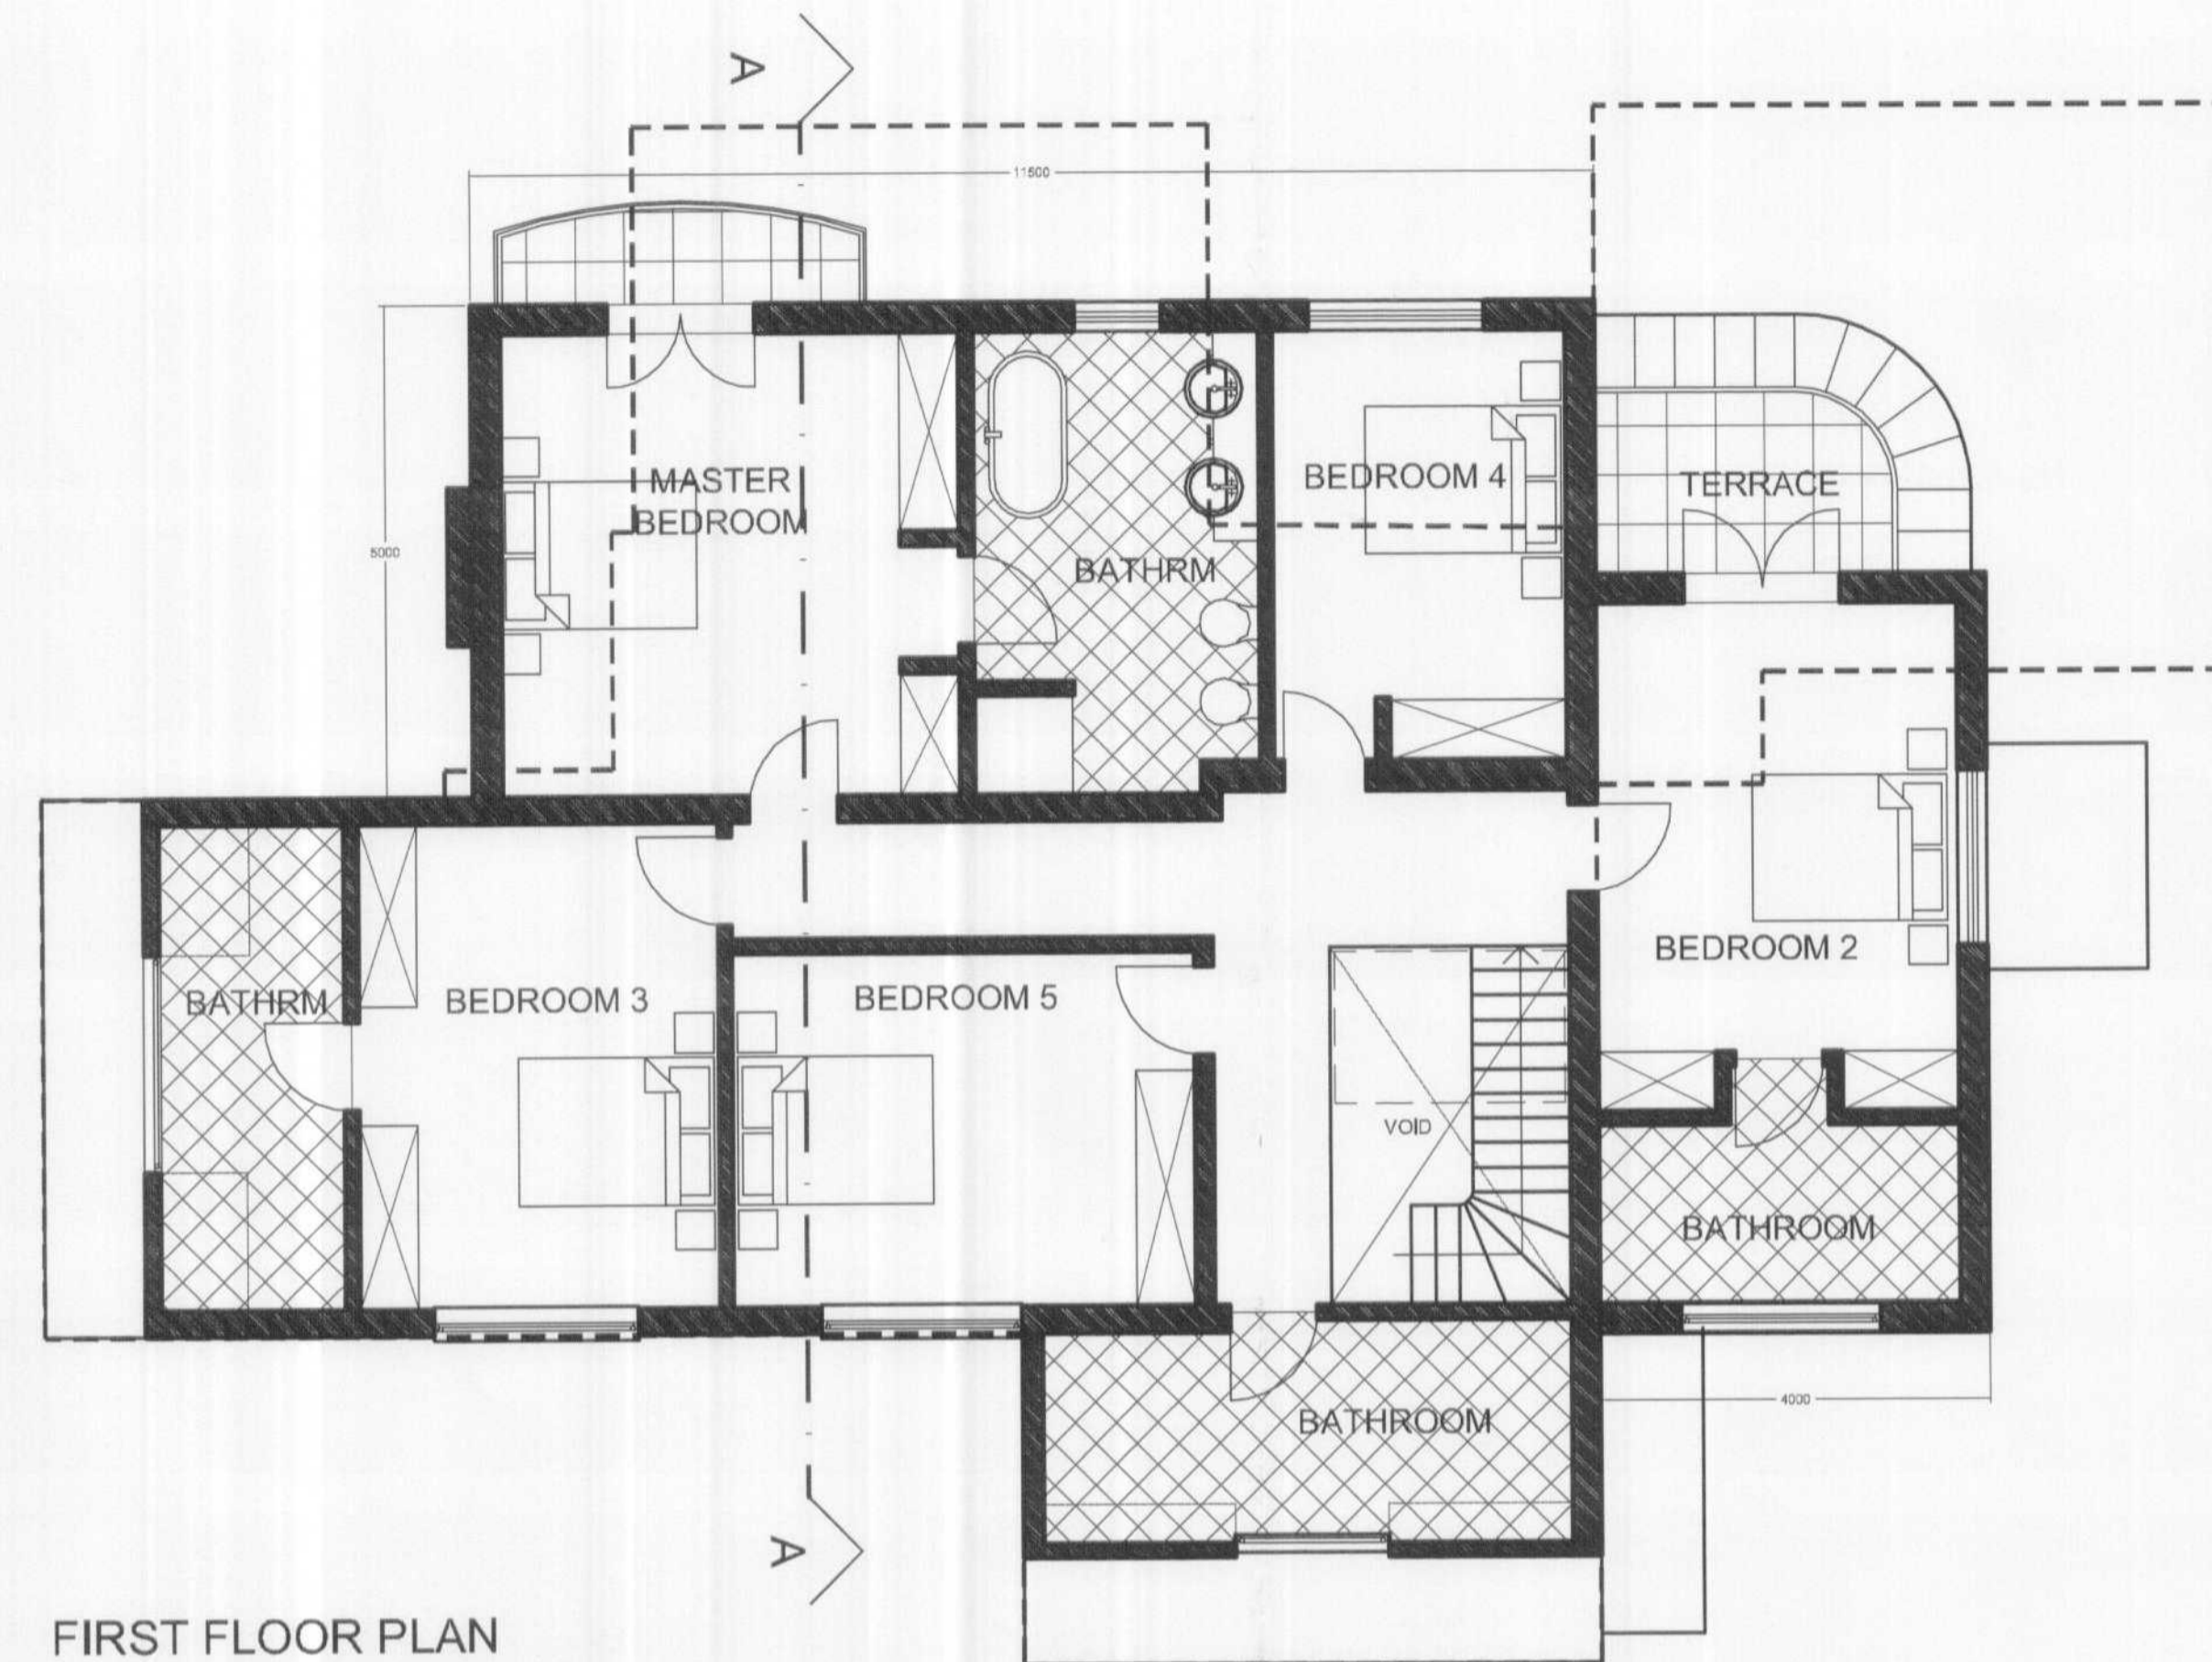 A
11500
MASTER
BEDROOM
BEDROOM 4
TERRACE
5000
BATHRM
BEDROOM 2
BATHRM
BEDROOM 3
BEDROOM 5
VOID
BATHROOM
4000
BATHROOM
A
FIRST FLOOR PLAN